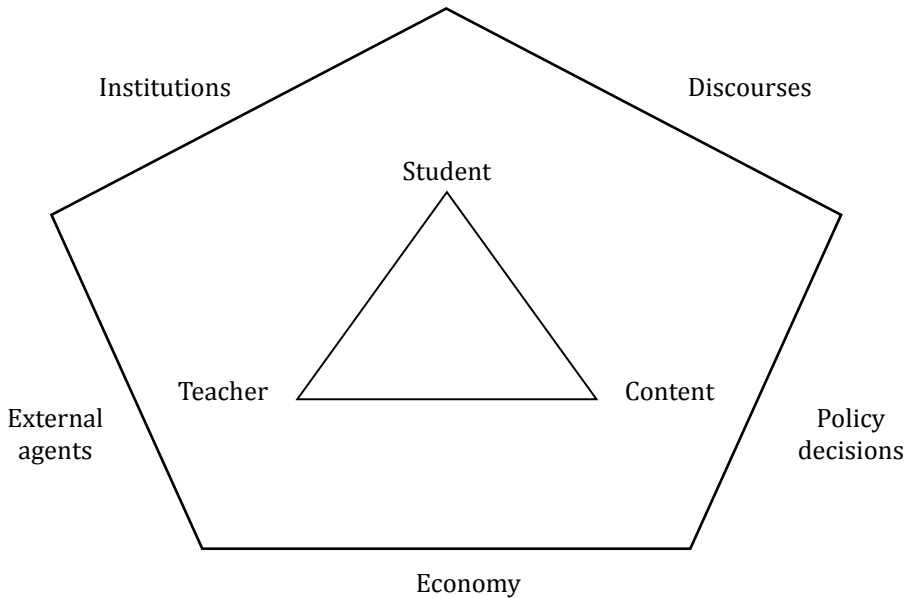 Institutions
Discourses
Student
Teacher
Content
External
agents
Policy
decisions
Economy